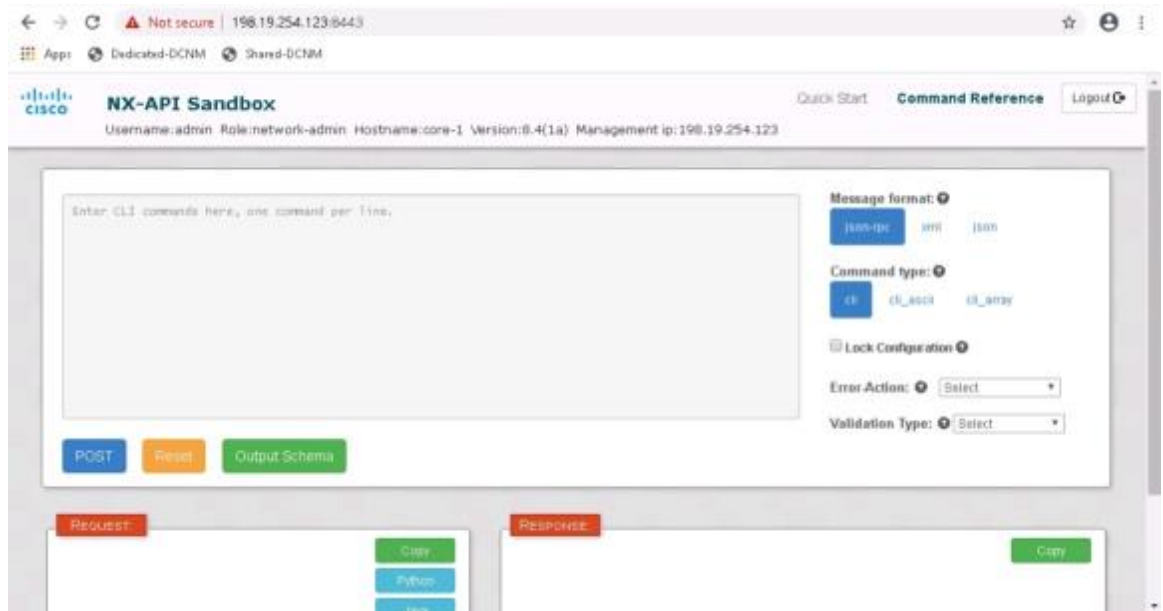 Not secure | 198.19.254.123:8443
Apps Dedicated-DCNM Shared-DCNM
cisco
NX-API Sandbox
Quick Start Command Reference Logout
Username:admin Role:network-admin Hostname:core-1 Version:8.4(1a) Management ip:198.19.254.123
Enter CLI commands here, one command per line.
Message format:
json-rpc xml json
Command type:
cli cli_ascii cli_array
Lock Configuration
Error-Action: Select
Validation Type: Select
POST Reset Output Schema
REQUEST:
RESPONSE:
Copy
Copy
Python